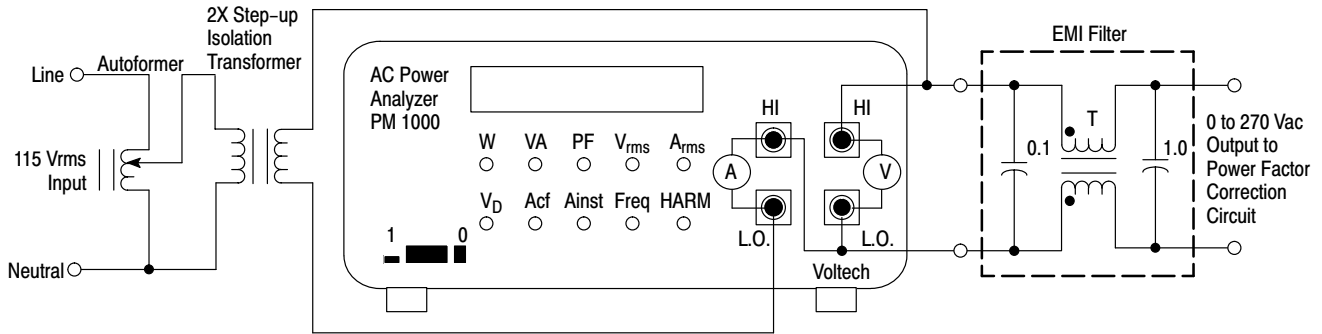 2X Step–up
Isolation
Transformer
Autoformer
Line
115 Vrms
Input
Neutral
AC Power
Analyzer
PM 1000
W VA PF Vrms Arms
VD Acf Ainst Freq HARM
1 0
HI
HI
A
V
L.O.
L.O.
Voltech
EMI Filter
0.1
T
1.0
0 to 270 Vac
Output to
Power Factor
Correction
Circuit